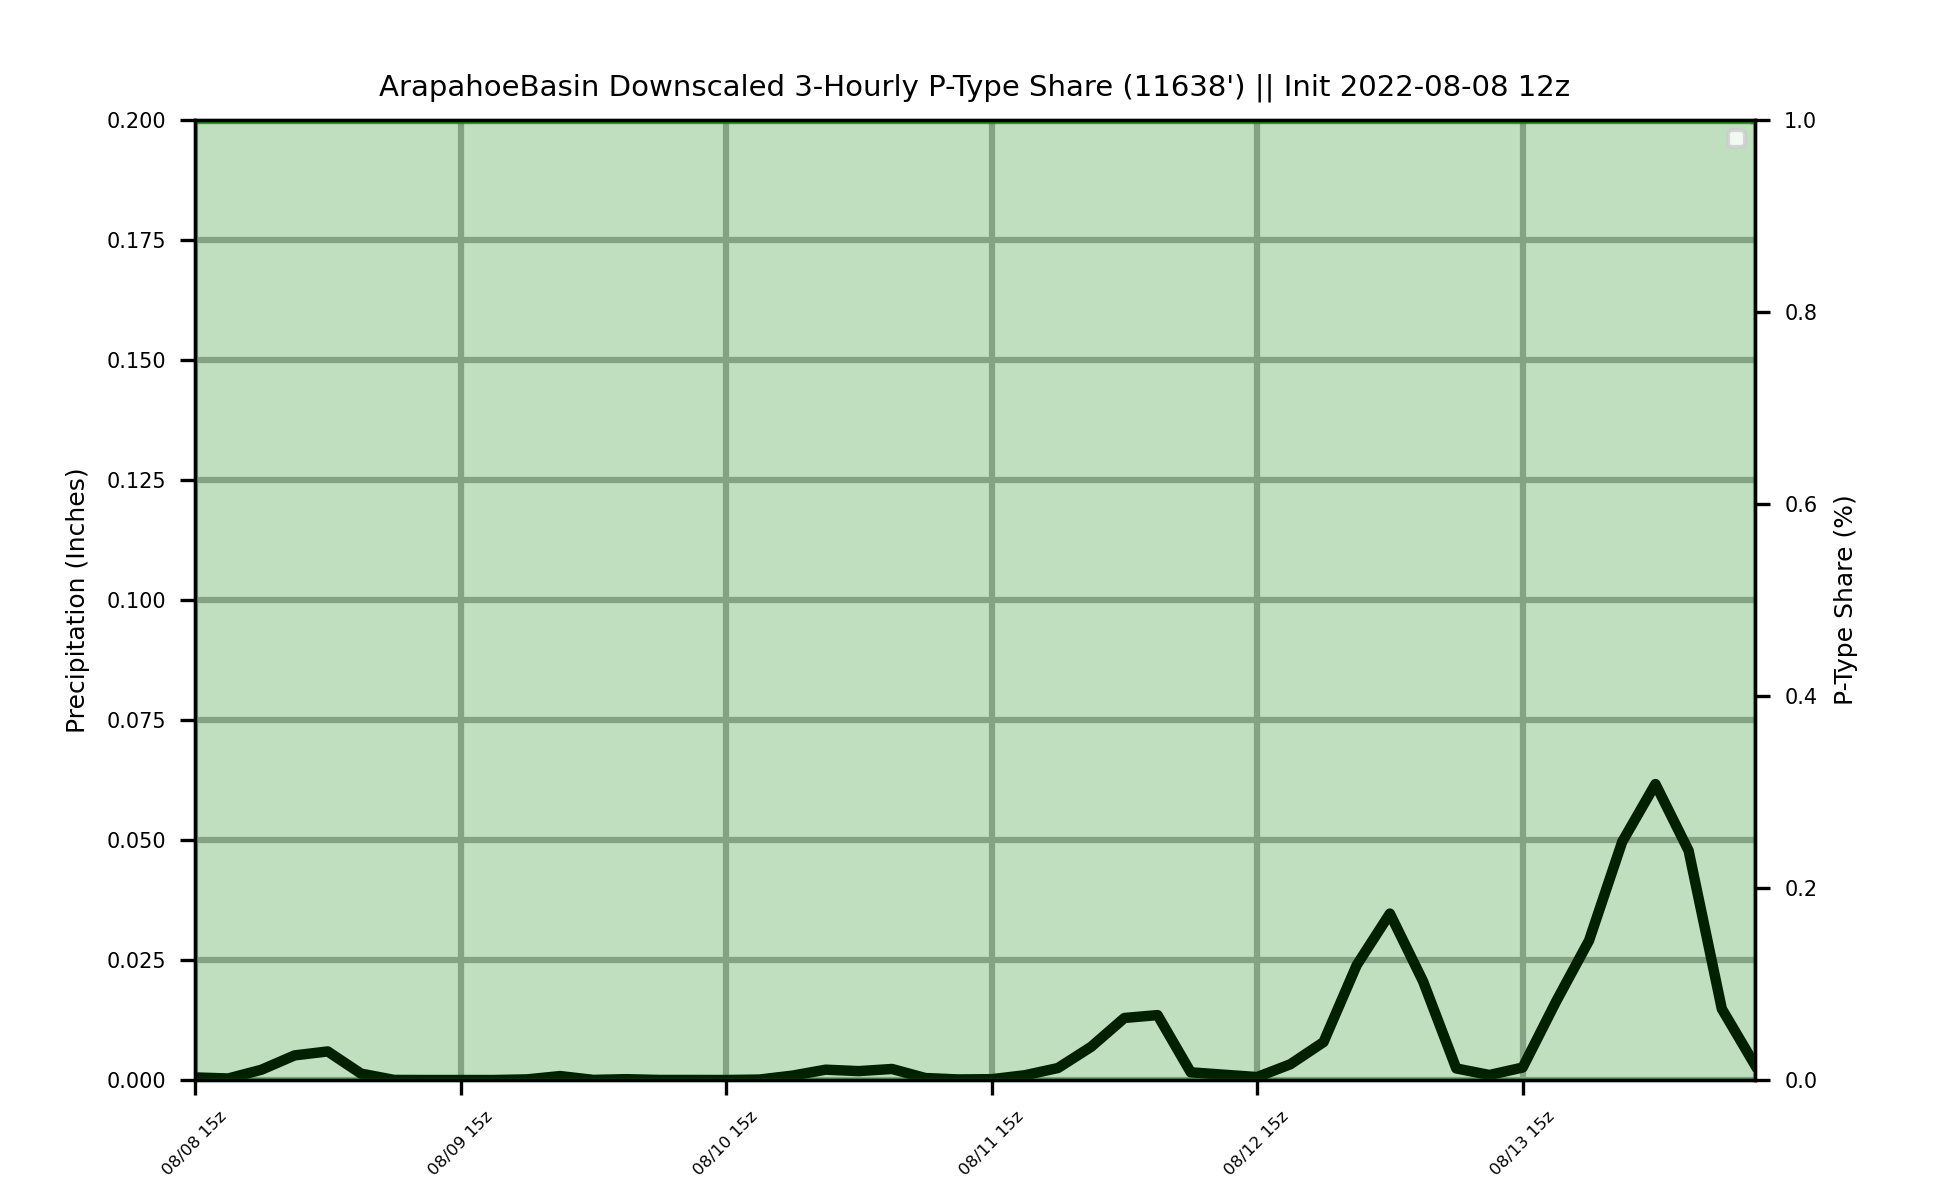 ArapahoeBasin Downscaled 3-Hourly P-Type Share (11638') || Init 2022-08-08 12z
0.200
0.175
0.150
0.125
0.100
0.075
0.050
0.025
0.000
Precipitation (Inches)
1.0
0.8
0.6
0.4
0.2
0.0
P-Type Share (%)
08/08 15z
08/09 15z
08/10 15z
08/11 15z
08/12 15z
08/13 15z